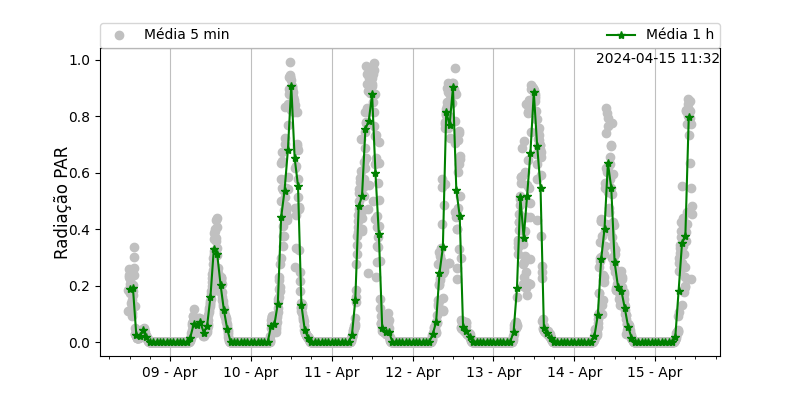 Média 5 min
Média 1 h
2024-04-15 11:32
Radiação PAR
1.0
0.8
0.6
0.4
0.2
0.0
09 - Apr
10 - Apr
11 - Apr
12 - Apr
13 - Apr
14 - Apr
15 - Apr